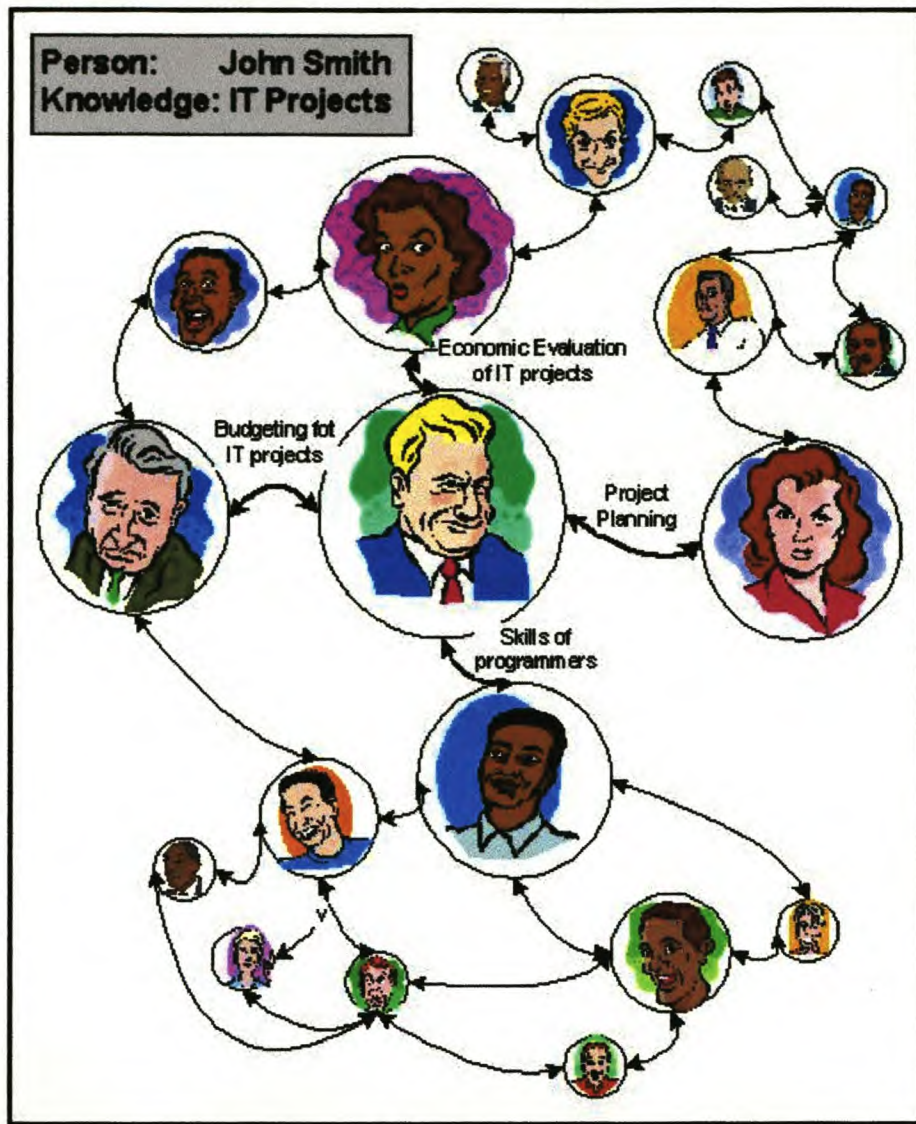 Person: John Smith
Knowledge: IT Projects
Economic Evaluation
of IT projects
Budgeting fot
IT projects
Project
Planning
Skills of
programmers